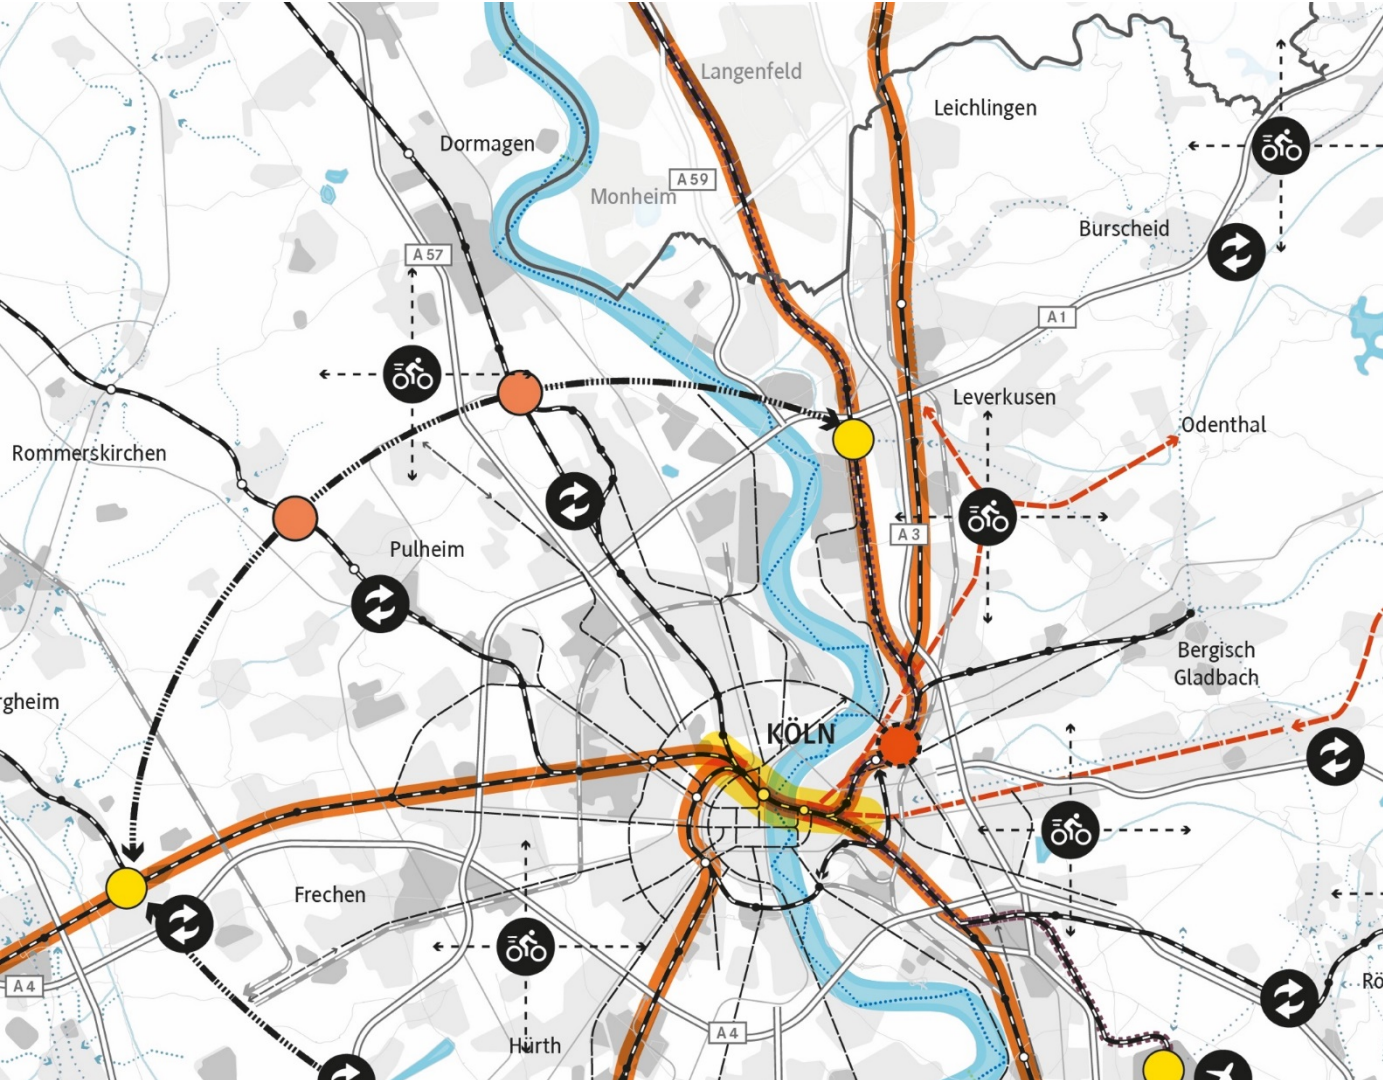 Langenfeld
Leichlingen
Dormagen
A 59
Monheim
Burscheid
A 57
A 1
Leverkusen
Odenthal
Rommerskirchen
A 3
Pulheim
Bergisch
Gladbach
rgheim
KÖLN
Frechen
A 4
Rö
A 4
Hürth